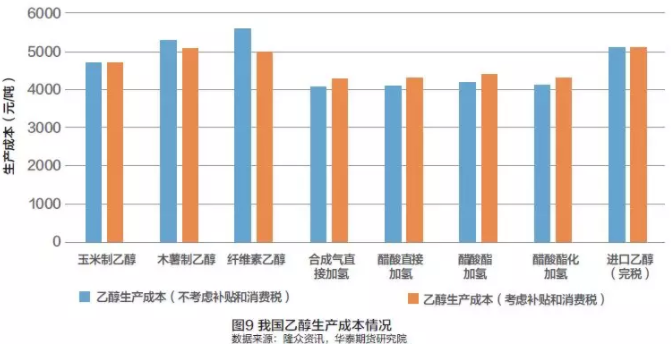 6000
5000
4000
3000
2000
1000
0
生产成本（元/吨）
玉米制乙醇
木薯制乙醇
纤维素乙醇
合成气直
接加氢
醋酸直接
加氢
醋酸酯
加氢
醋酸酯化
加氢
进口乙醇
（完税）
乙醇生产成本（不考虑补贴和消费税）
乙醇生产成本（考虑补贴和消费税）
图9 我国乙醇生产成本情况
数据来源：隆众资讯，华泰期货研究院